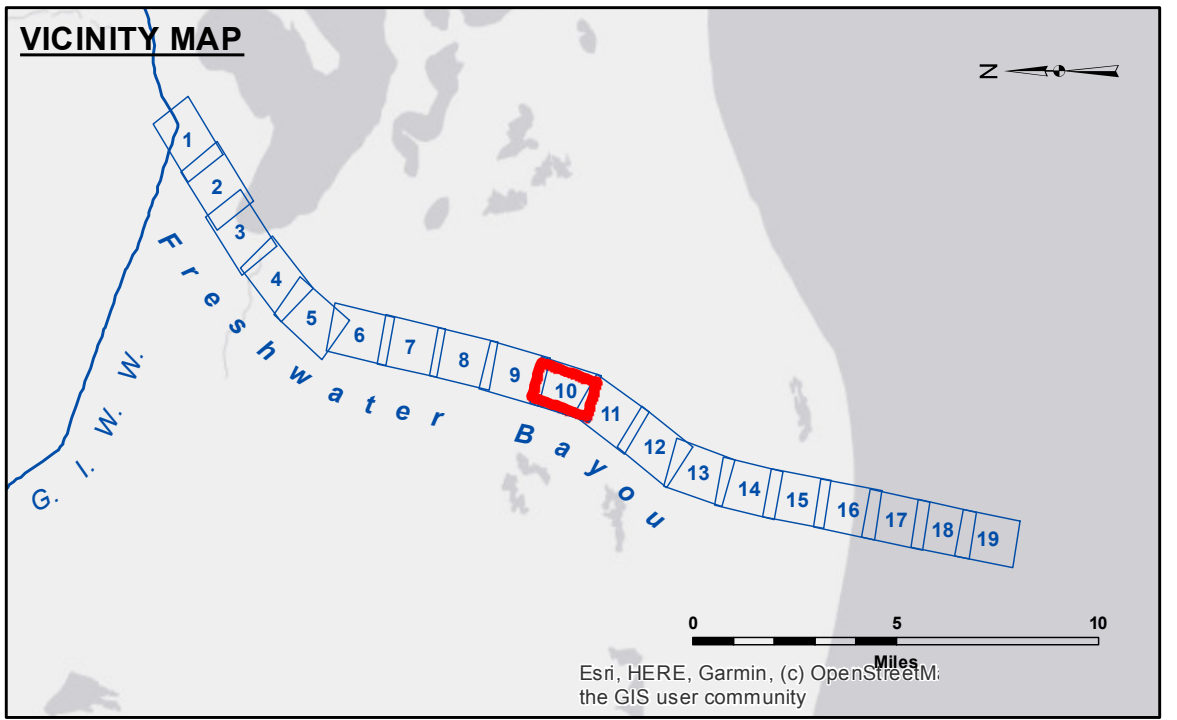 VICINITY MAP
N
1
2
3
4
5
6
7
8
9
10
11
12
13
14
15
16
17
18
19
Freshwater Bayou
G. I. W. W.
0 5 10
Miles
Esri, HERE, Garmin, (c) OpenStreetM
the GIS user community